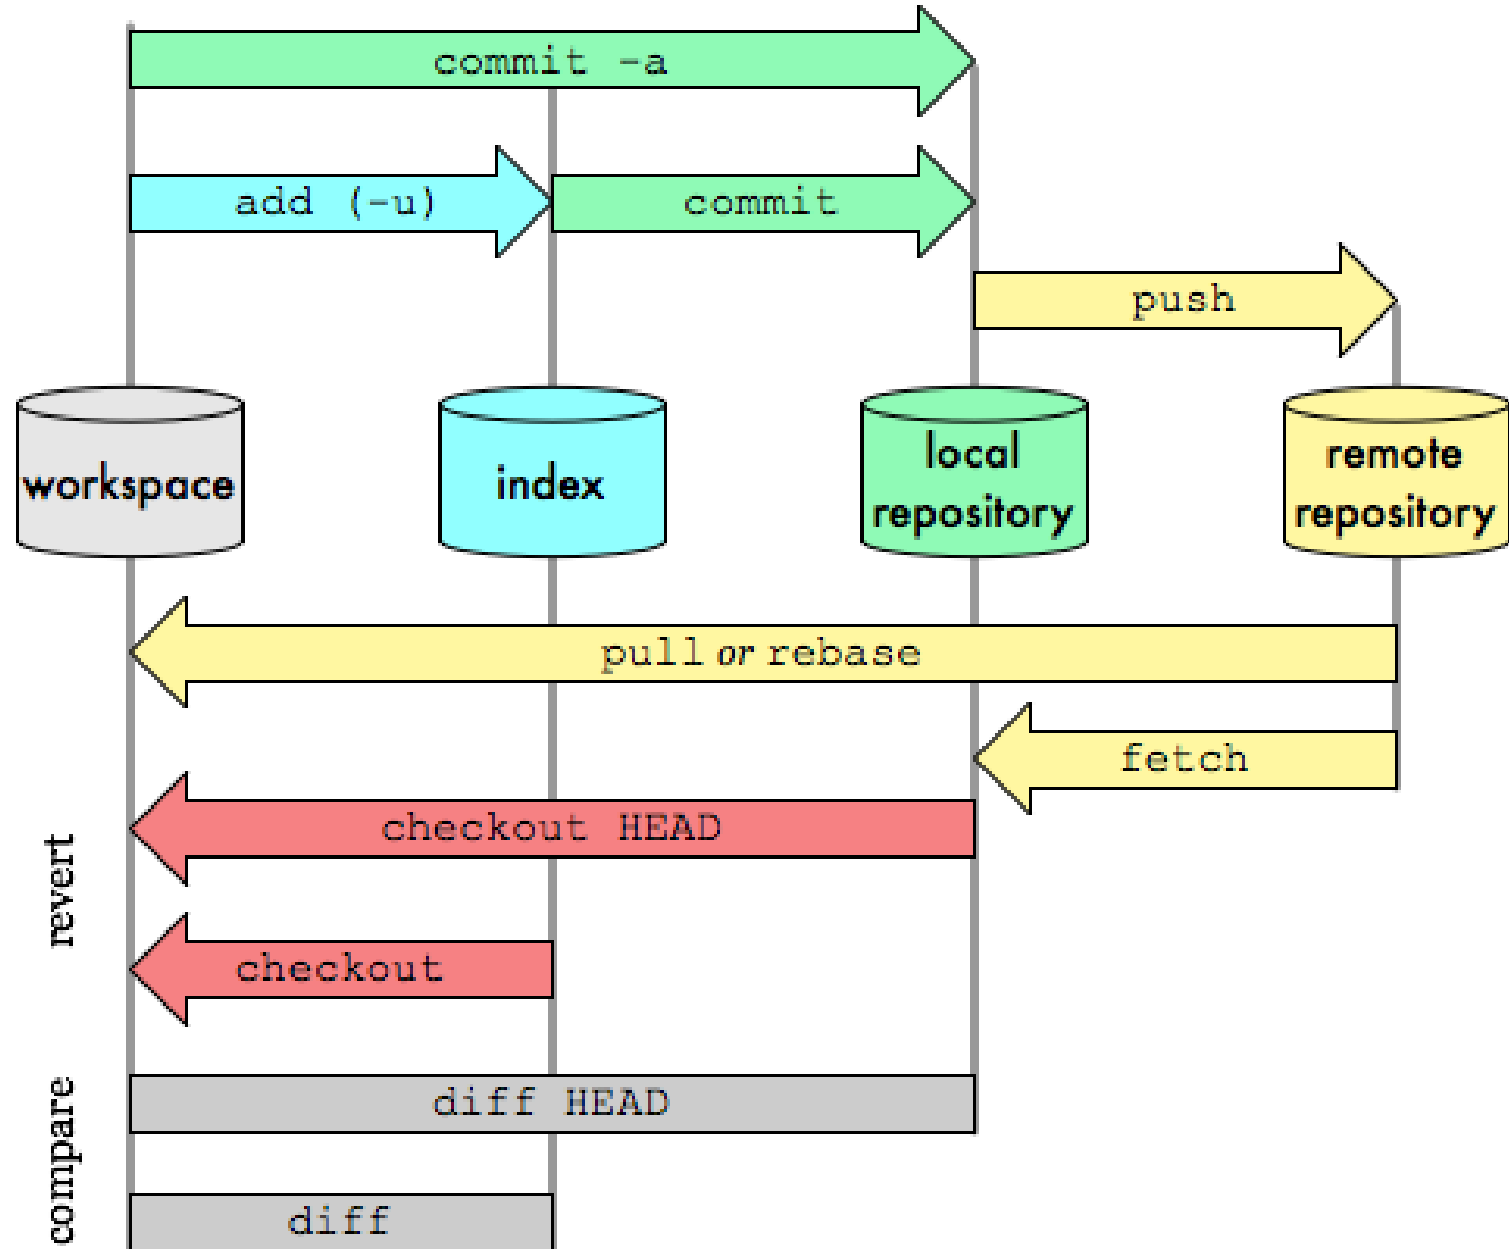 commit -a
add (-u)
commit
push
workspace
index
local
repository
remote
repository
pull or rebase
fetch
revert
checkout HEAD
checkout
compare
diff HEAD
diff